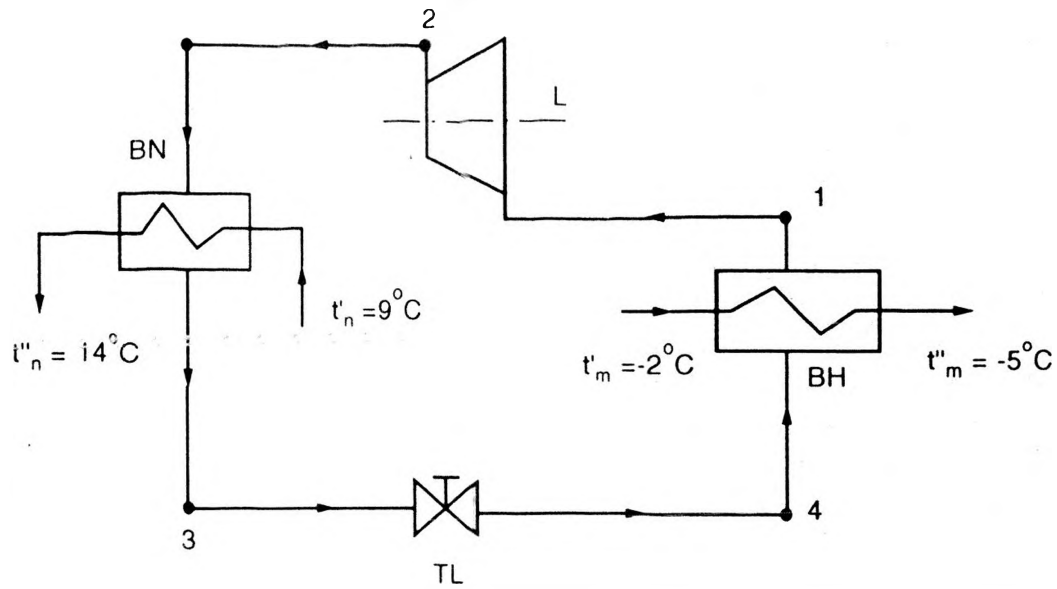 2
L
BN
1
t'n =9°C
t"n = i4°C
t'm =-2°C
t"m = -5°C
BH
3
4
TL